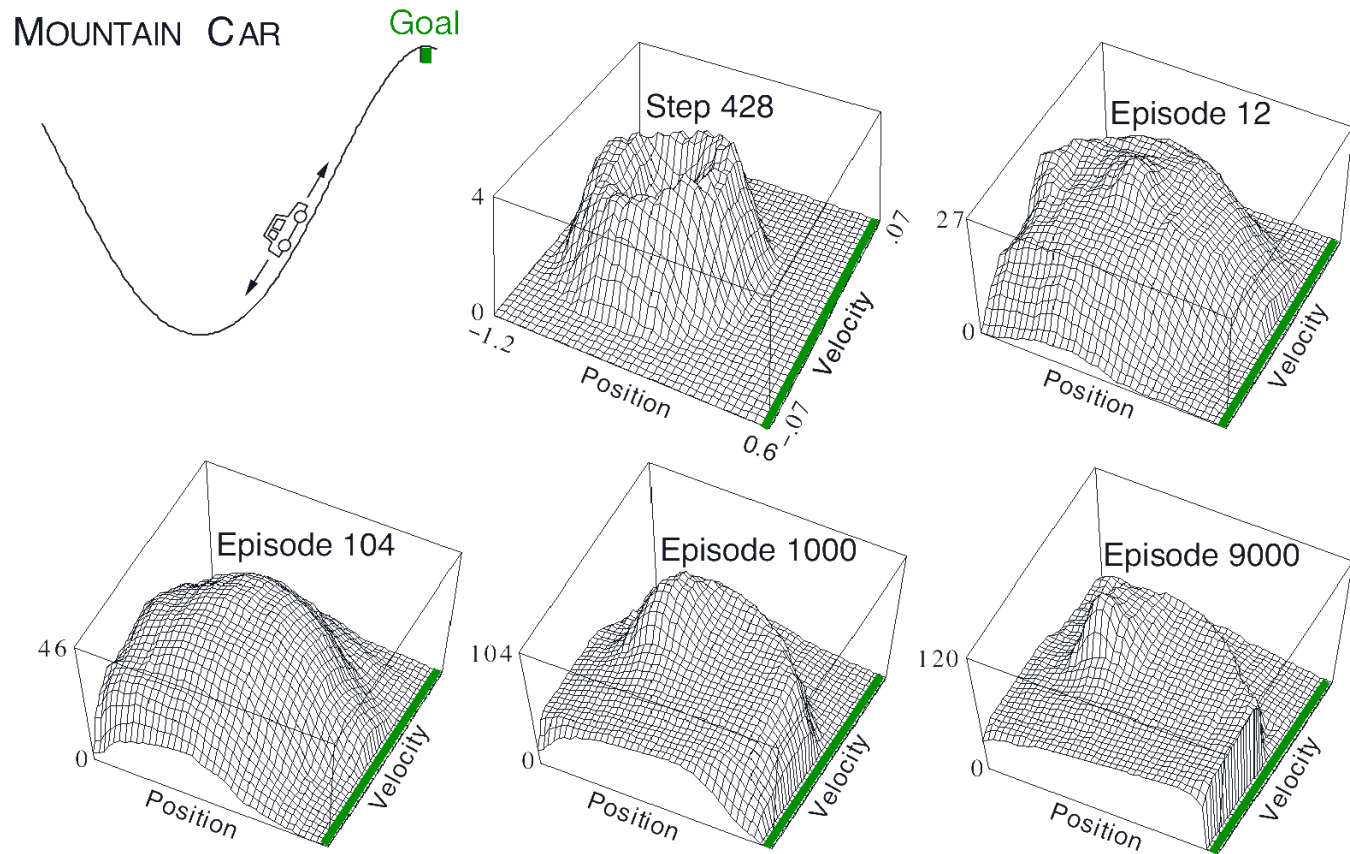 MOUNTAIN CAR
Goal
Step 428
4
0
−1.2
Position
0.6
−.07
Velocity
.07
Episode 12
27
0
Position
Velocity
Episode 104
46
0
Position
Velocity
Episode 1000
104
0
Position
Velocity
Episode 9000
120
0
Position
Velocity